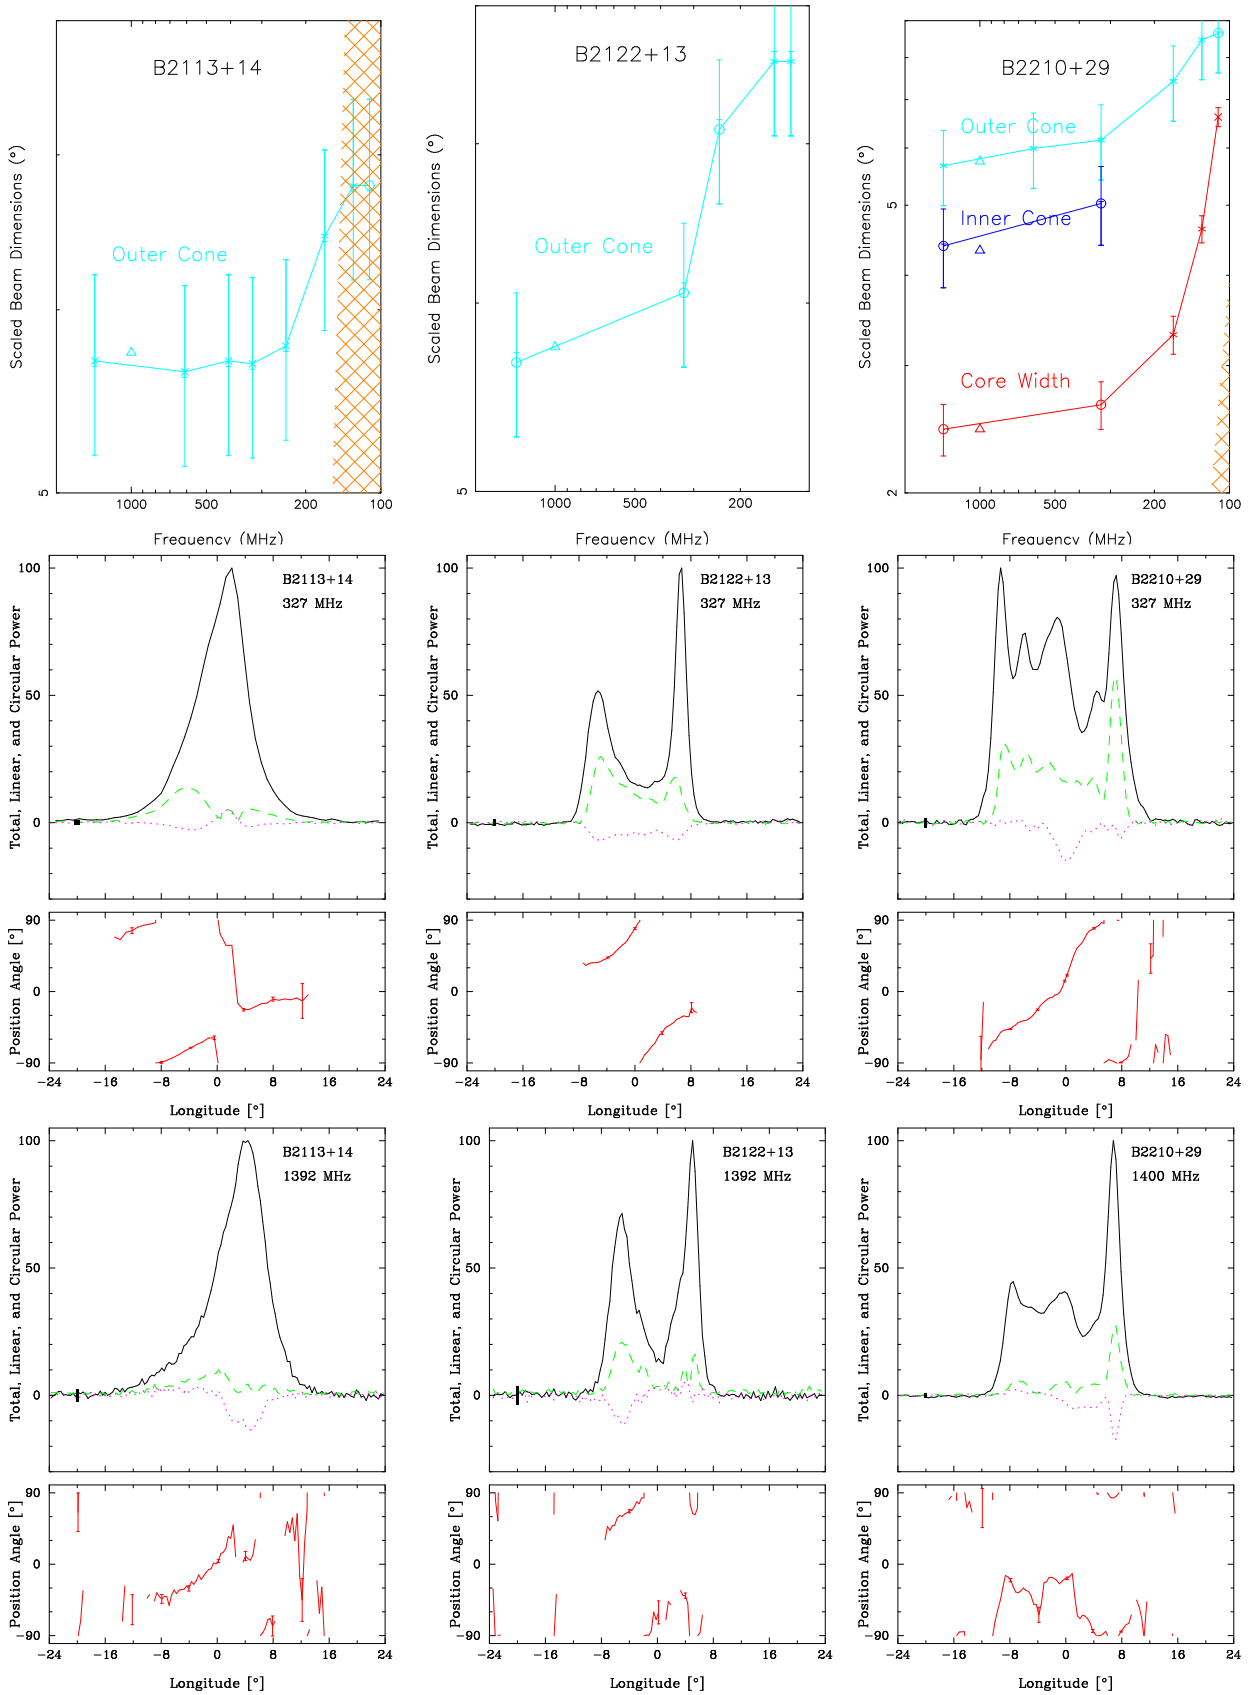 B2113+14
Outer Cone
Scaled Beam Dimensions (°)
5
1000 500 200 100
Frequency (MHz)
B2122+13
Outer Cone
Scaled Beam Dimensions (°)
5
1000 200
Frequency (MHz)
B2210+29
Outer Cone
Inner Cone
Core Width
Scaled Beam Dimensions (°)
5
2
1000 500 200 100
Frequency (MHz)
B2113+14
327 MHz
Total, Linear, and Circular Power
100
50
0
Position Angle [°]
90
0
-90
-24 -16 -8 0 8 16 24
Longitude [°]
B2122+13
327 MHz
Total, Linear, and Circular Power
100
50
0
Position Angle [°]
90
0
-90
-24 -16 -8 0 8 16 24
Longitude [°]
B2210+29
327 MHz
Total, Linear, and Circular Power
100
50
0
Position Angle [°]
90
0
-90
-24 -16 -8 0 8 16 24
Longitude [°]
B2113+14
1392 MHz
Total, Linear, and Circular Power
100
50
0
Position Angle [°]
90
0
-90
-24 -16 -8 0 8 16 24
Longitude [°]
B2122+13
1392 MHz
Total, Linear, and Circular Power
100
50
0
Position Angle [°]
90
0
-90
-24 -16 -8 0 8 16 24
Longitude [°]
B2210+29
1400 MHz
Total, Linear, and Circular Power
100
50
0
Position Angle [°]
90
0
-90
-24 -16 -8 0 8 16 24
Longitude [°]